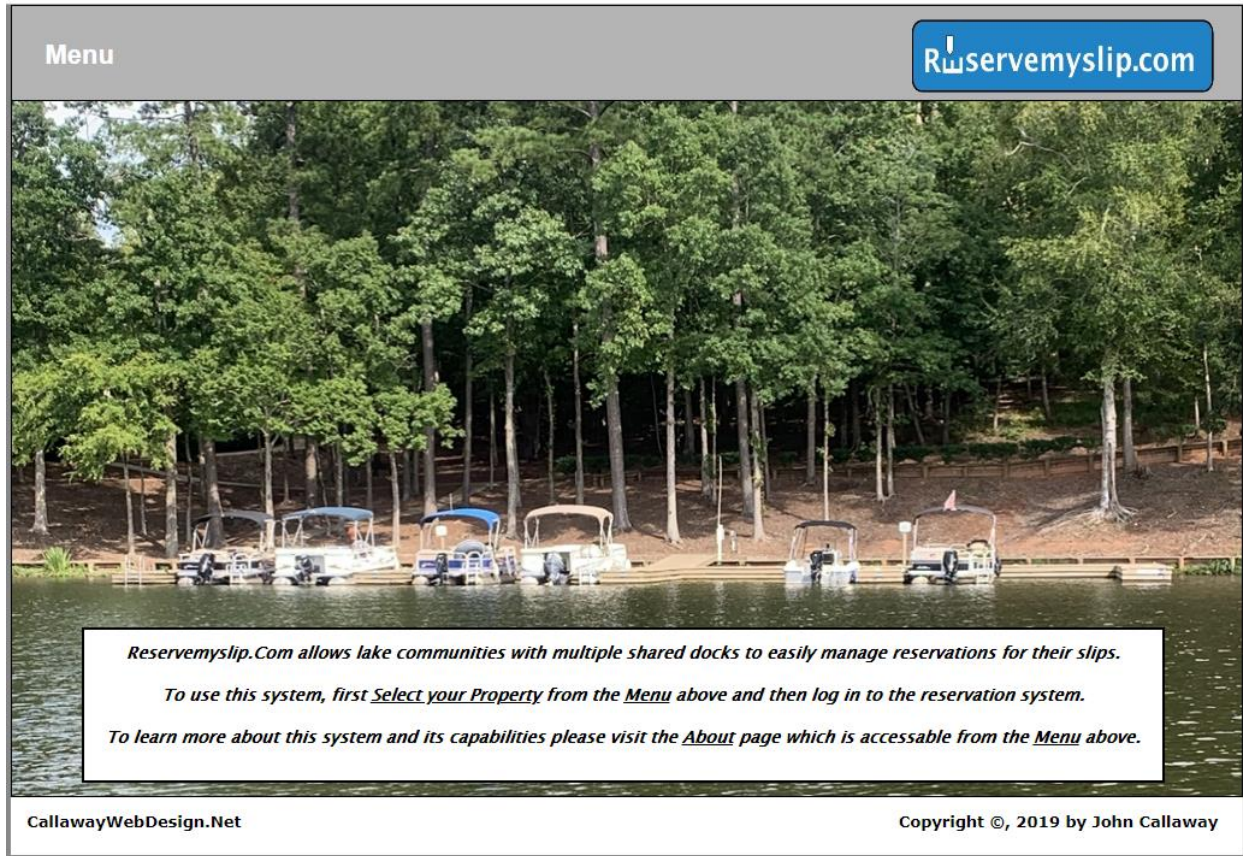 Menu
Reservemyslip.com
Reservemyslip.Com allows lake communities with multiple shared docks to easily manage reservations for their slips.
To use this system, first Select your Property from the Menu above and then log in to the reservation system.
To learn more about this system and its capabilities please visit the About page which is accessable from the Menu above.
CallawayWebDesign.Net
Copyright ©, 2019 by John Callaway